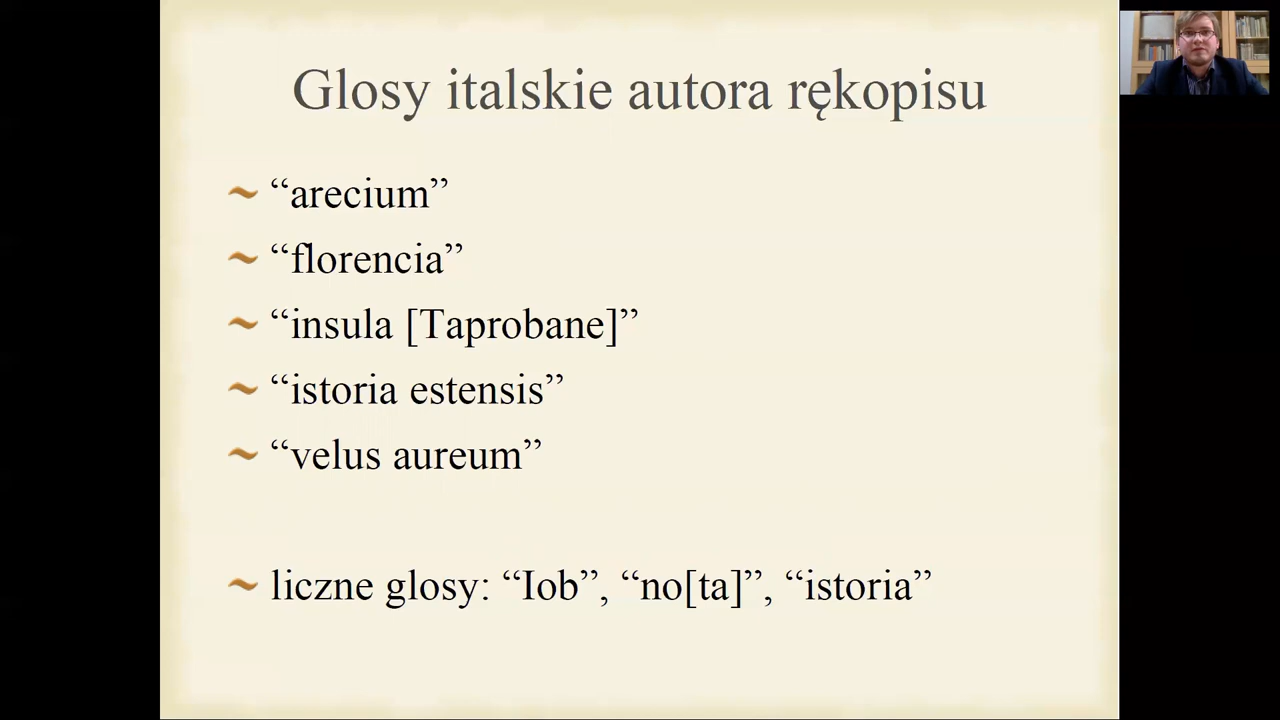 Glosy italskie autora rękopisu
~ “arecium”
~ “florencia”
~ “insula [Taprobane]”
~ “istoria estensis”
~ “velus aureum”
~ liczne glosy: “Iob”, “no[ta]”, “istoria”